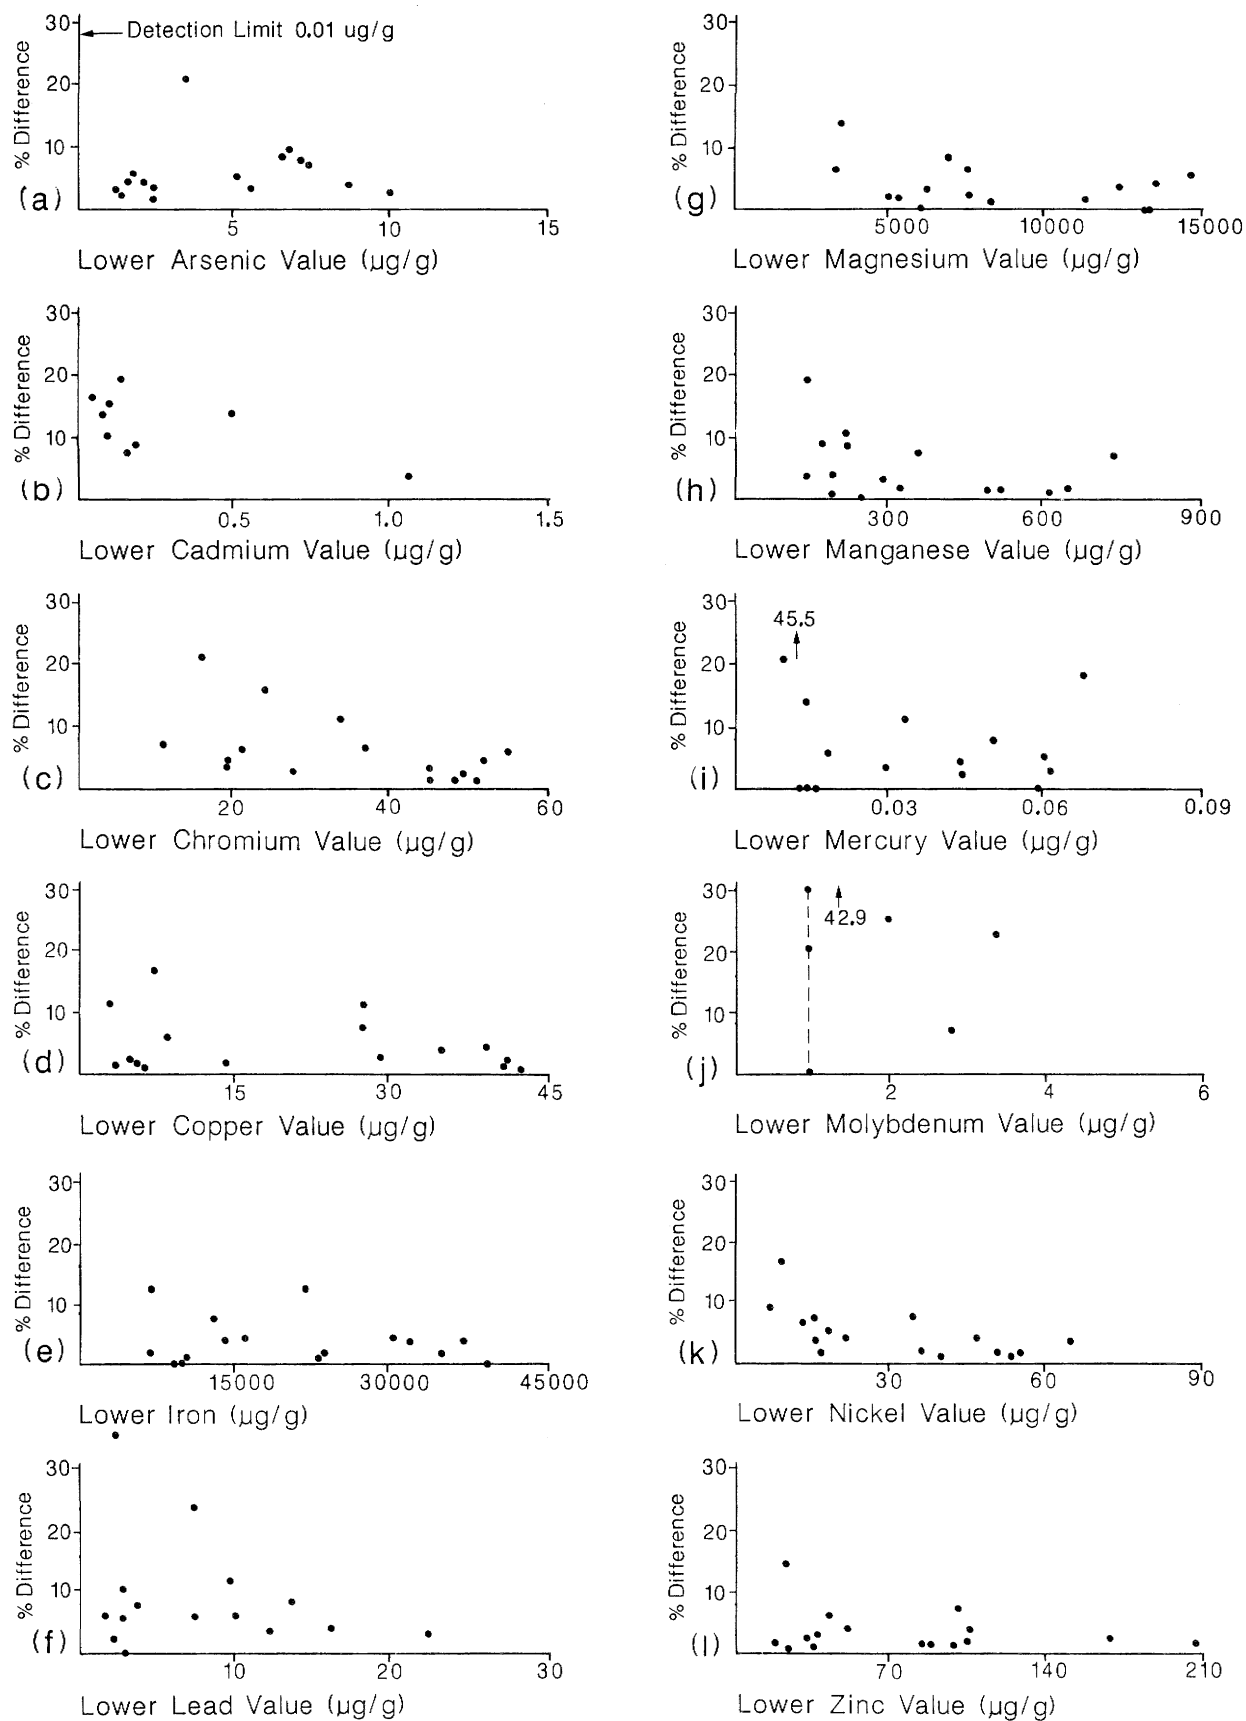 30
Detection Limit 0.01 ug/g
20
10
% Difference
(a)
5 10 15
Lower Arsenic Value (µg/g)
30
20
10
% Difference
(b)
0.5 1.0 1.5
Lower Cadmium Value (µg/g)
30
20
10
% Difference
(c)
20 40 60
Lower Chromium Value (µg/g)
30
20
10
% Difference
(d)
15 30 45
Lower Copper Value (µg/g)
30
20
10
% Difference
(e)
15000 30000 45000
Lower Iron (µg/g)
30
20
10
% Difference
(f)
10 20 30
Lower Lead Value (µg/g)
30
20
10
% Difference
(g)
5000 10000 15000
Lower Magnesium Value (µg/g)
30
20
10
% Difference
(h)
300 600 900
Lower Manganese Value (µg/g)
30
45.5
20
10
% Difference
(i)
0.03 0.06 0.09
Lower Mercury Value (µg/g)
30
42.9
20
10
% Difference
(j)
2 4 6
Lower Molybdenum Value (µg/g)
30
20
10
% Difference
(k)
30 60 90
Lower Nickel Value (µg/g)
30
20
10
% Difference
(l)
70 140 210
Lower Zinc Value (µg/g)